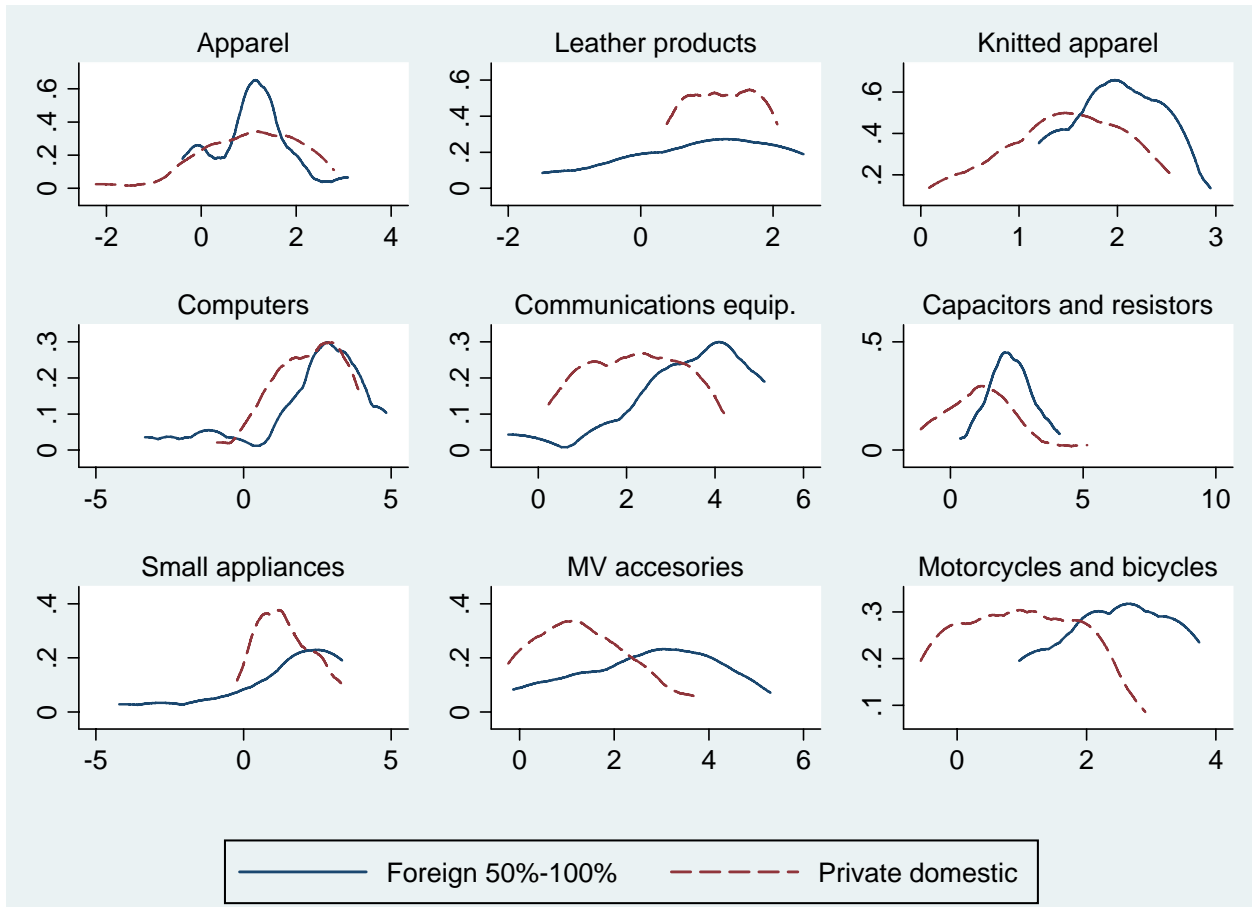 Apparel
Leather products
Knitted apparel
0 .2 .4 .6
-2 0 2 4
0 .2 .4 .6
-2 0 2
.2 .4 .6
0 1 2 3
Computers
Communications equip.
Capacitors and resistors
0 .1 .2 .3
-5 0 5
0 .1 .2 .3
0 2 4 6
0 .5
0 5 10
Small appliances
MV accesories
Motorcycles and bicycles
0 .2 .4
-5 0 5
0 .2 .4
0 2 4 6
.1 .2 .3
0 2 4
Foreign 50%-100%
Private domestic